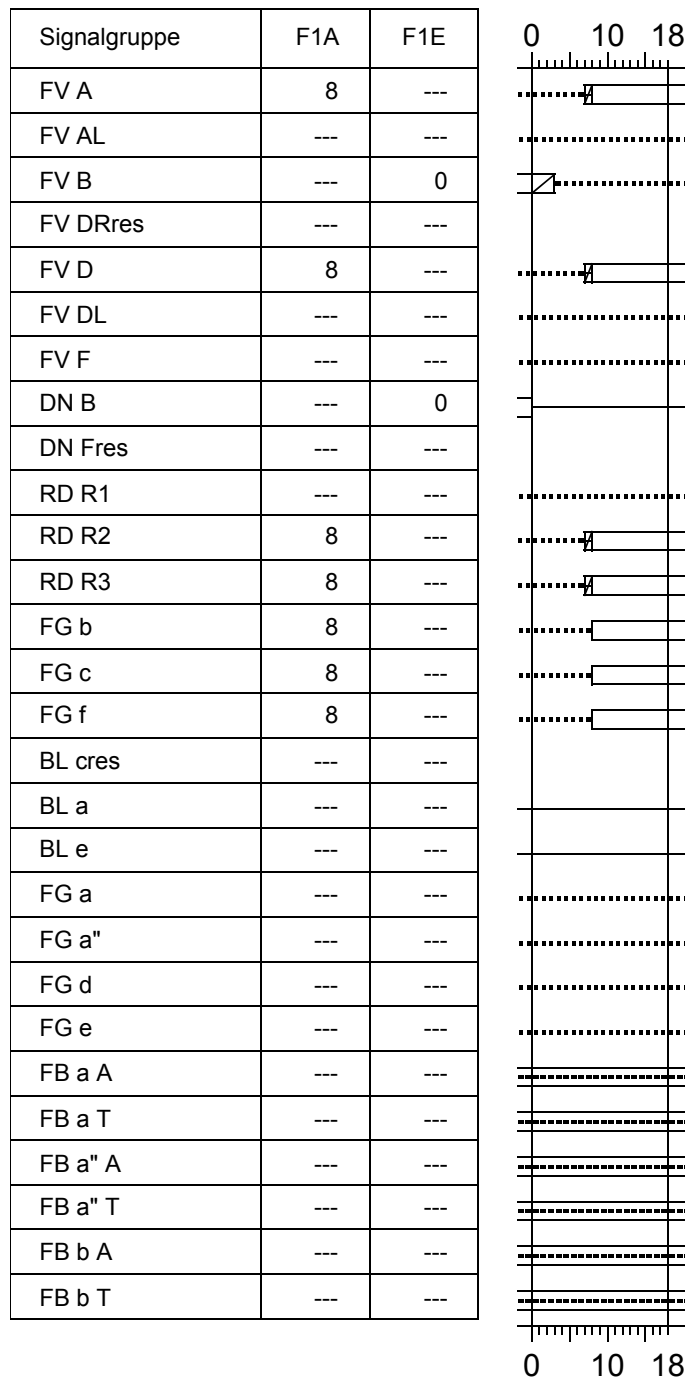 Signalgruppe F1A F1E 0 10 18
FV A 8 ---
FV AL --- ---
FV B --- 0
FV DRres --- ---
FV D 8 ---
FV DL --- ---
FV F --- ---
DN B --- 0
DN Fres --- ---
RD R1 --- ---
RD R2 8 ---
RD R3 8 ---
FG b 8 ---
FG c 8 ---
FG f 8 ---
BL cres --- ---
BL a --- ---
BL e --- ---
FG a --- ---
FG a" --- ---
FG d --- ---
FG e --- ---
FB a A --- ---
FB a T --- ---
FB a" A --- ---
FB a" T --- ---
FB b A --- ---
FB b T --- ---
0 10 18